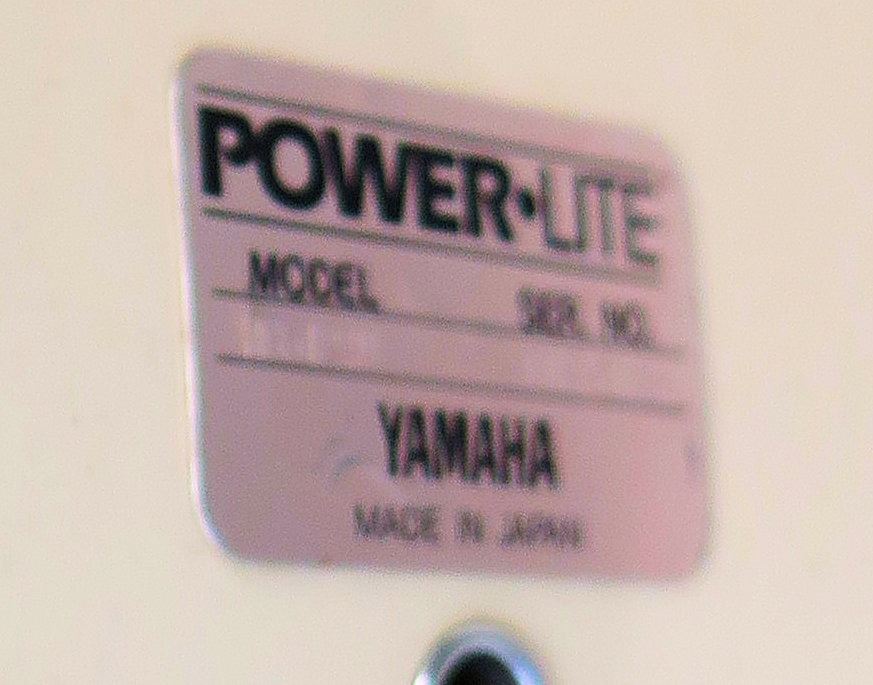 POWER•LITE
MODEL SER. NO.
YAMAHA
MADE IN JAPAN